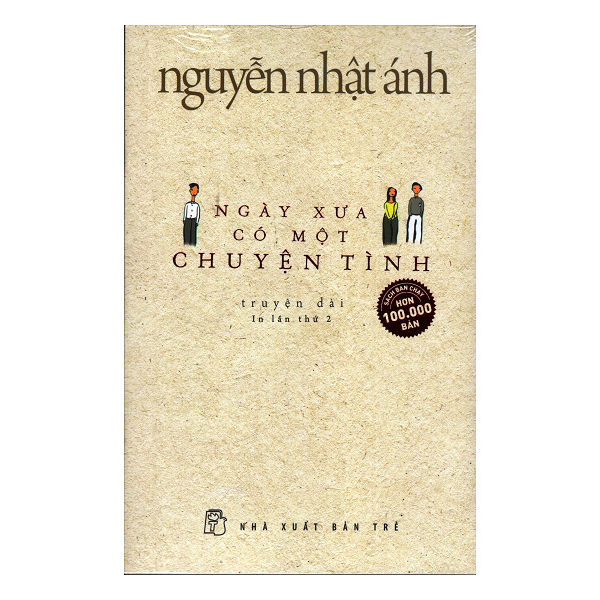 nguyễn nhật ánh
NGÀY XƯA
CÓ MỘT
CHUYỆN TÌNH
truyện dài
In lần thứ 2
SÁCH BÁN CHẠY
HƠN
100.000
BẢN
NHÀ XUẤT BẢN TRẺ